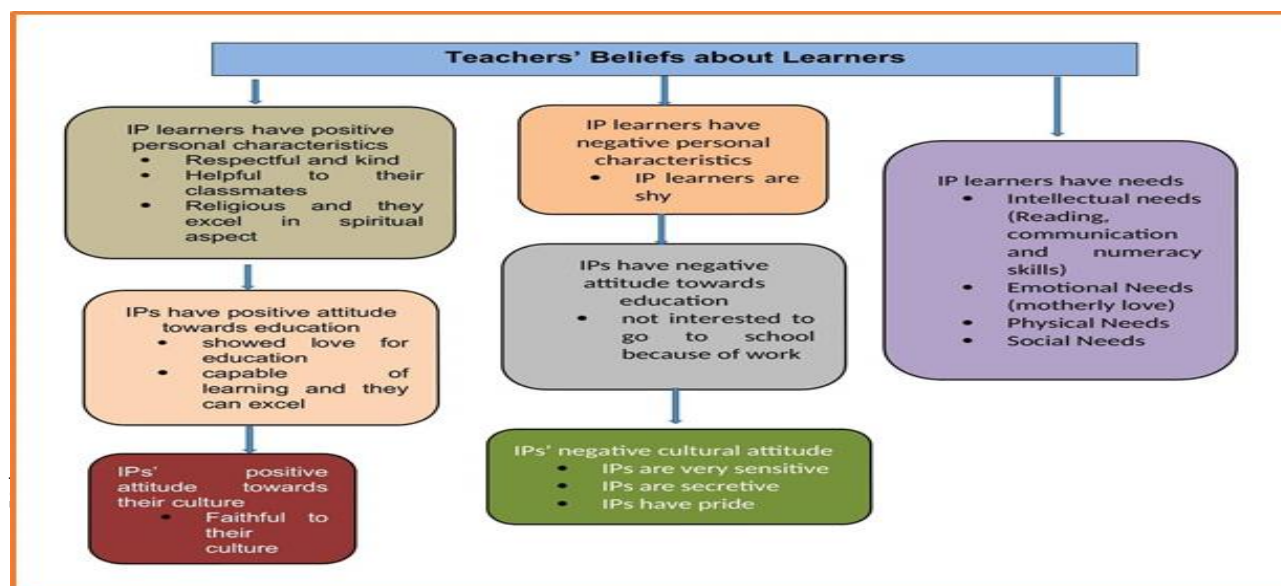 Teachers' Beliefs about Learners
IP learners have positive
personal characteristics
• Respectful and kind
• Helpful to their
classmates
• Religious and they
excel in spiritual
aspect
IPs have positive attitude
towards education
• showed love for
education
• capable of
learning and they
can excel
IPs' positive
attitude towards
their culture
• Faithful to
their
culture
IP learners have
negative personal
characteristics
• IP learners are
shy
IPs have negative
attitude towards
education
• not interested to
go to school
because of work
IPs' negative cultural attitude
• IPs are very sensitive
• IPs are secretive
• IPs have pride
IP learners have needs
• Intellectual needs
(Reading,
communication
and numeracy
skills)
• Emotional Needs
(motherly love)
• Physical Needs
• Social Needs